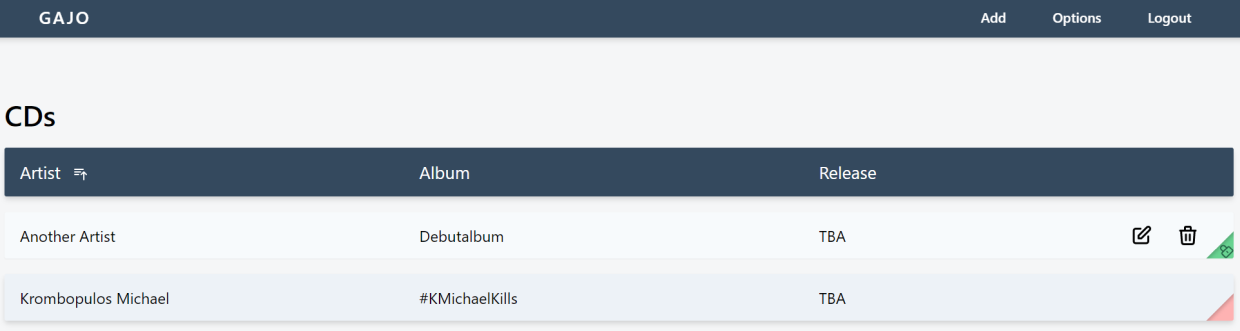 GAJO Add Options Logout
CDs
Artist Album Release
Another Artist Debutalbum TBA
Krombopulos Michael #KMichaelKills TBA